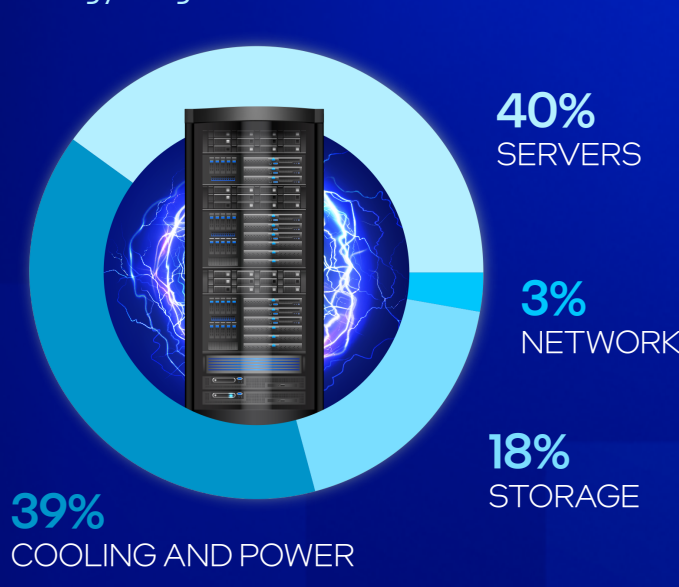 40%
SERVERS
3%
NETWORK
18%
STORAGE
39%
COOLING AND POWER